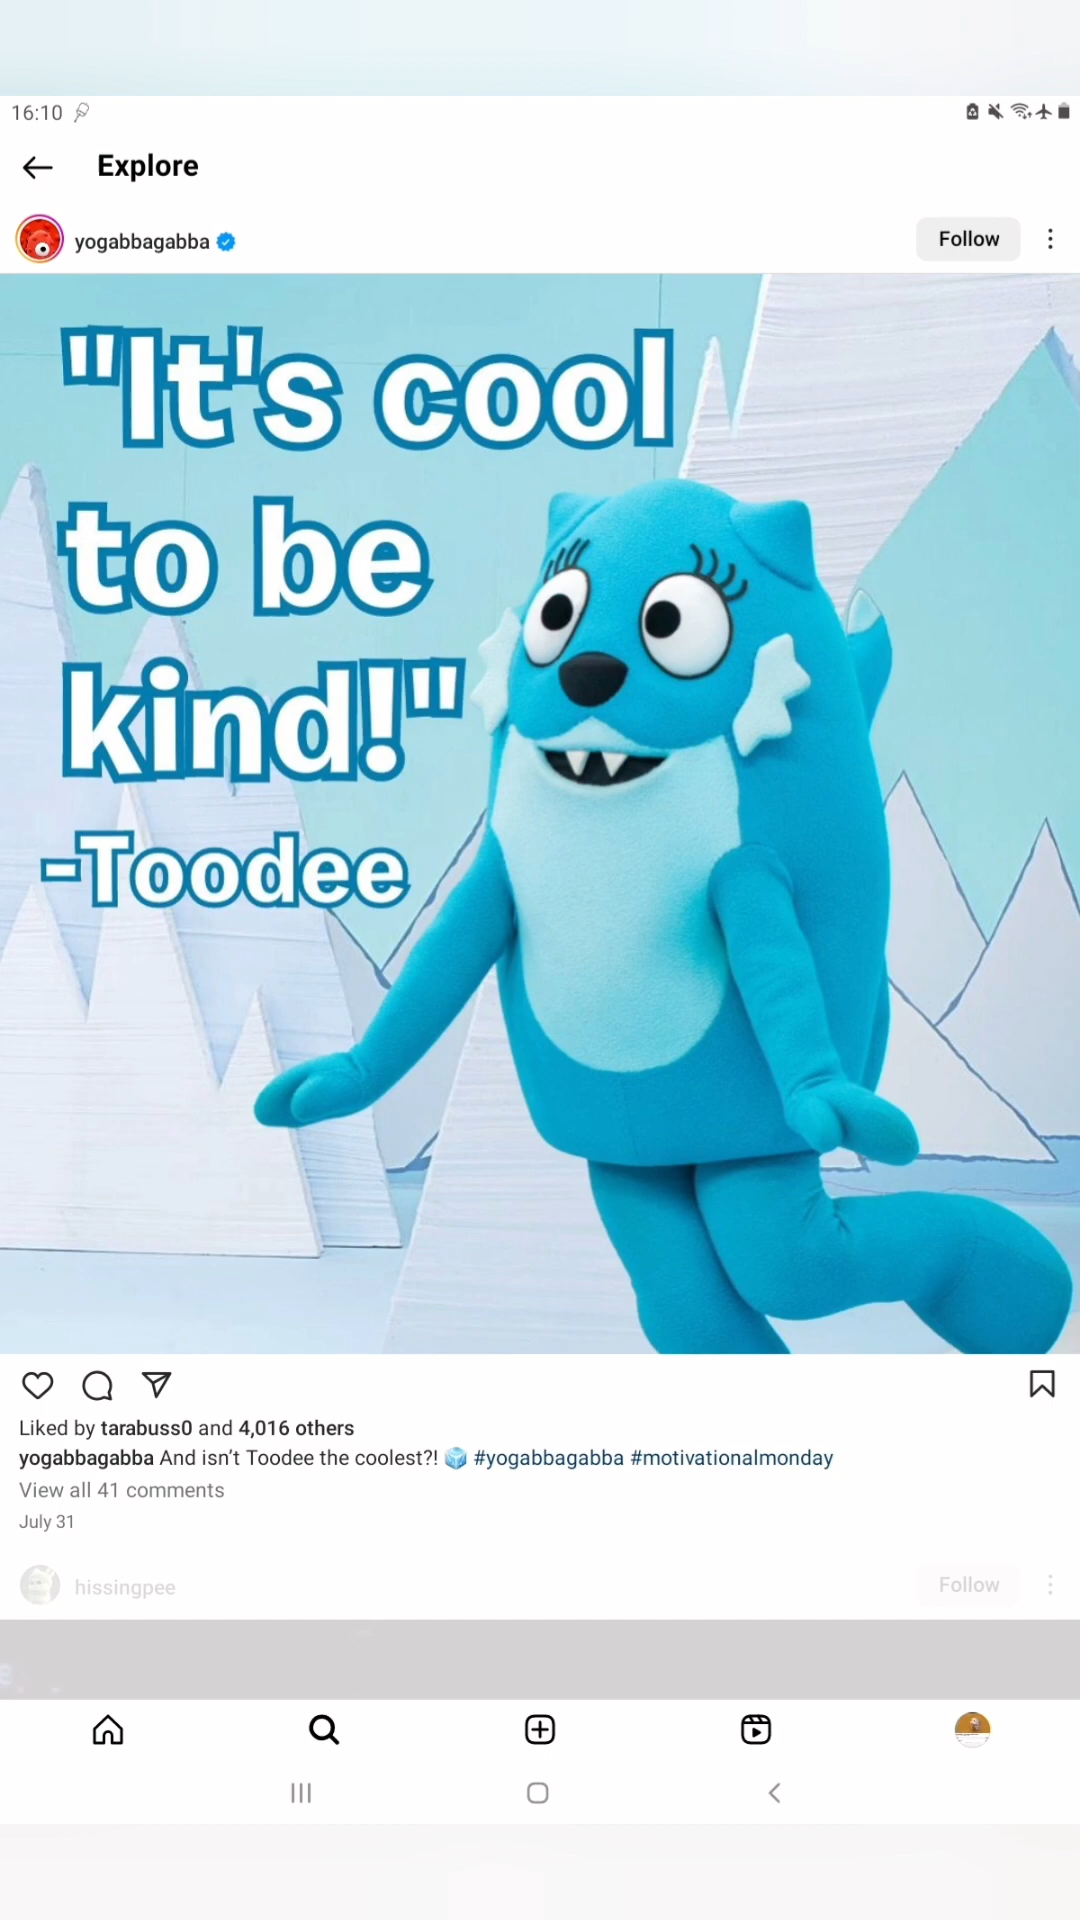 16:10
Explore
yogabbagabba
Follow
"It's cool
to be
kind!"
-Toodee
Liked by tarabuss0 and 4,016 others
yogabbagabba And isn't Toodee the coolest?! 🧊 #yogabbagabba #motivationalmonday
View all 41 comments
July 31
hissingpee
Follow